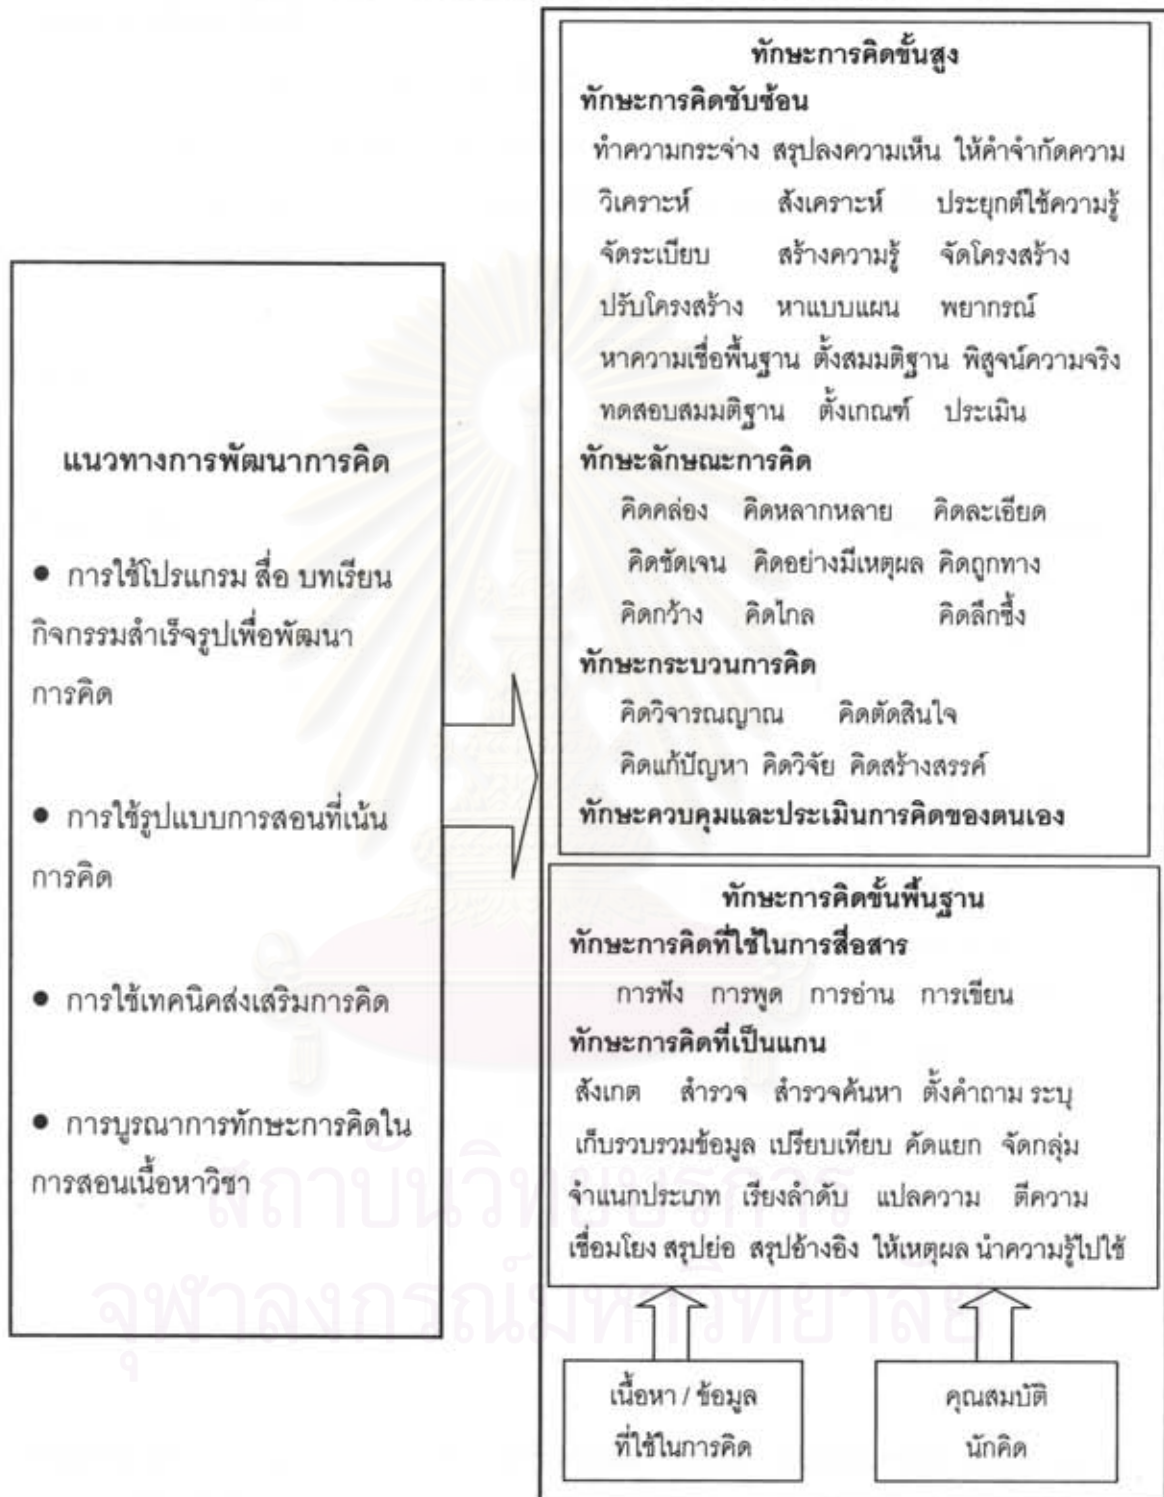 แนวทางการพัฒนาการคิด
● การใช้โปรแกรม สื่อ บทเรียน
กิจกรรมสำเร็จรูปเพื่อพัฒนา
การคิด
● การใช้รูปแบบการสอนที่เน้น
การคิด
● การใช้เทคนิคส่งเสริมการคิด
● การบูรณาการทักษะการคิดใน
การสอนเนื้อหาวิชา
ทักษะการคิดขั้นสูง
ทักษะการคิดซับซ้อน
ทำความกระจ่าง สรุปลงความเห็น ให้คำจำกัดความ
วิเคราะห์ สังเคราะห์ ประยุกต์ใช้ความรู้
จัดระเบียบ สร้างความรู้ จัดโครงสร้าง
ปรับโครงสร้าง หาแบบแผน พยากรณ์
หาความเชื่อพื้นฐาน ตั้งสมมติฐาน พิสูจน์ความจริง
ทดสอบสมมติฐาน ตั้งเกณฑ์ ประเมิน
ทักษะลักษณะการคิด
คิดคล่อง คิดหลากหลาย คิดละเอียด
คิดชัดเจน คิดอย่างมีเหตุผล คิดถูกทาง
คิดกว้าง คิดไกล คิดลึกซึ้ง
ทักษะกระบวนการคิด
คิดวิจารณญาณ คิดตัดสินใจ
คิดแก้ปัญหา คิดวิจัย คิดสร้างสรรค์
ทักษะควบคุมและประเมินการคิดของตนเอง
ทักษะการคิดขั้นพื้นฐาน
ทักษะการคิดที่ใช้ในการสื่อสาร
การฟัง การพูด การอ่าน การเขียน
ทักษะการคิดที่เป็นแกน
สังเกต สำรวจ สำรวจค้นหา ตั้งคำถาม ระบุ
เก็บรวบรวมข้อมูล เปรียบเทียบ คัดแยก จัดกลุ่ม
จำแนกประเภท เรียงลำดับ แปลความ ตีความ
เชื่อมโยง สรุปย่อ สรุปอ้างอิง ให้เหตุผล นำความรู้ไปใช้
เนื้อหา / ข้อมูล
ที่ใช้ในการคิด
คุณสมบัติ
นักคิด
สถาบันวิทยบริการ
จุฬาลงกรณ์มหาวิทยาลัย